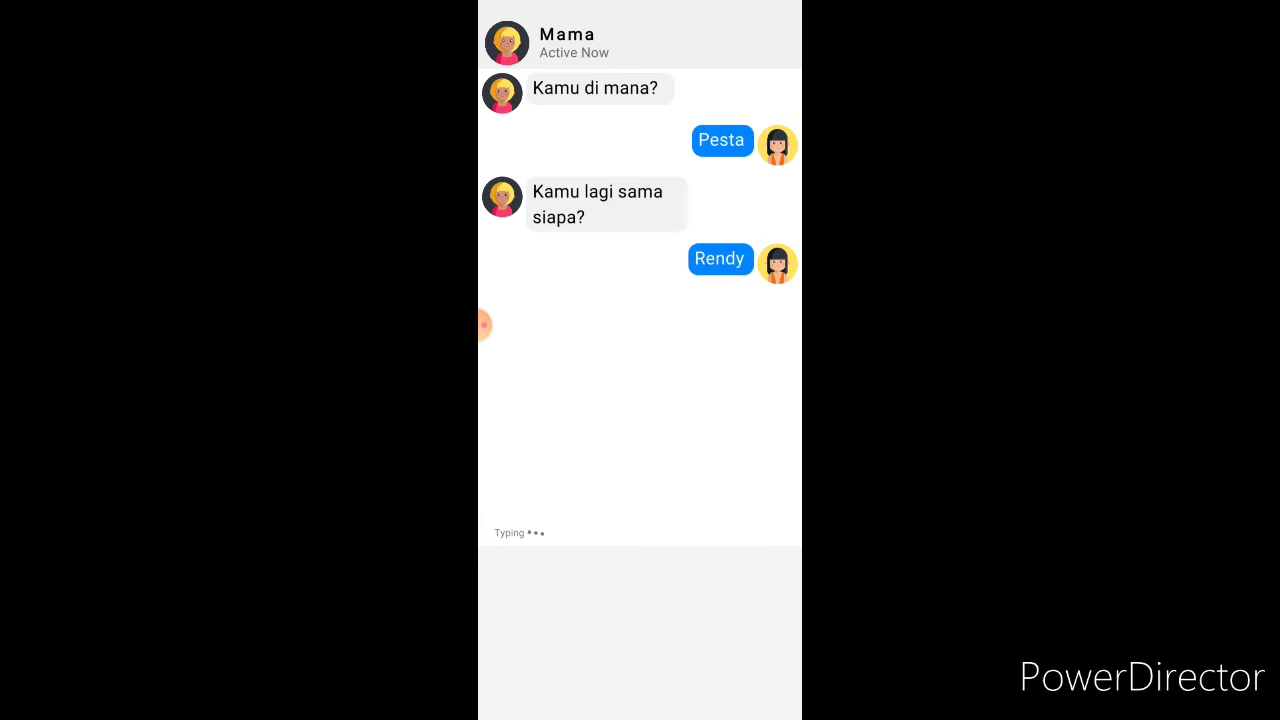 Mama
Active Now
Kamu di mana?
Pesta
Kamu lagi sama
siapa?
Rendy
Typing
PowerDirector